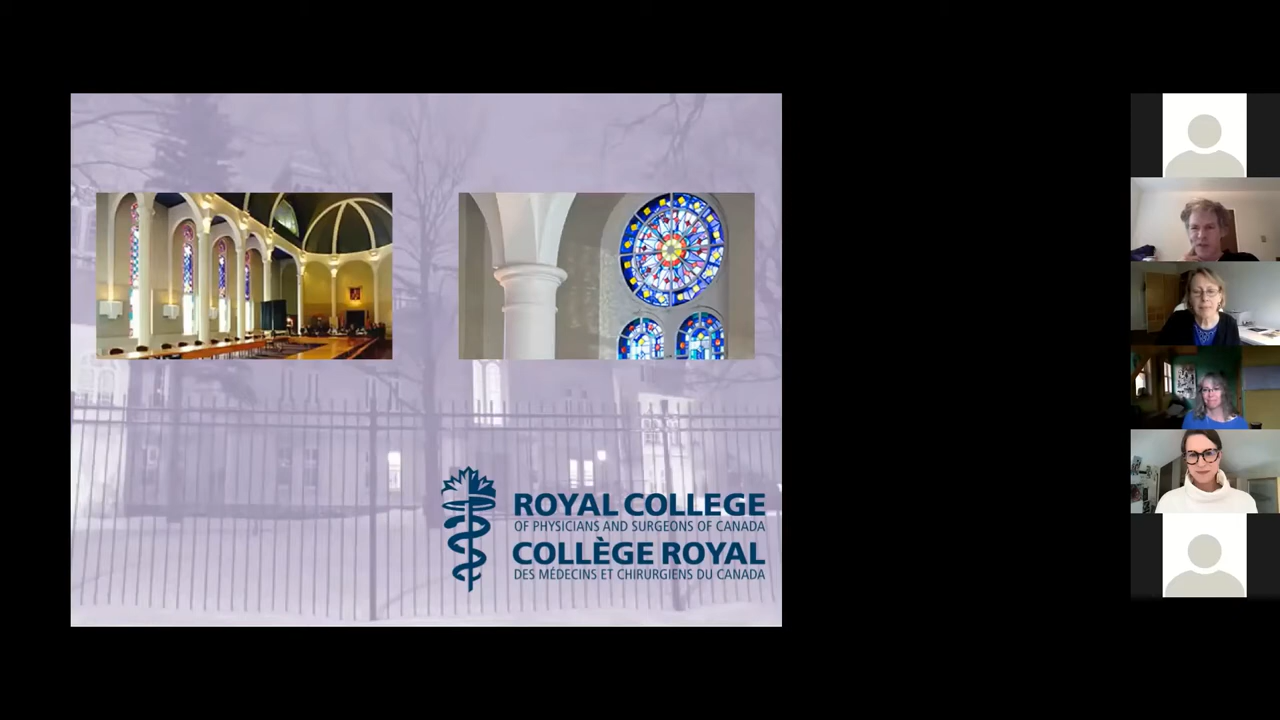 ROYAL COLLEGE
OF PHYSICIANS AND SURGEONS OF CANADA
COLLÈGE ROYAL
DES MÉDECINS ET CHIRURGIENS DU CANADA